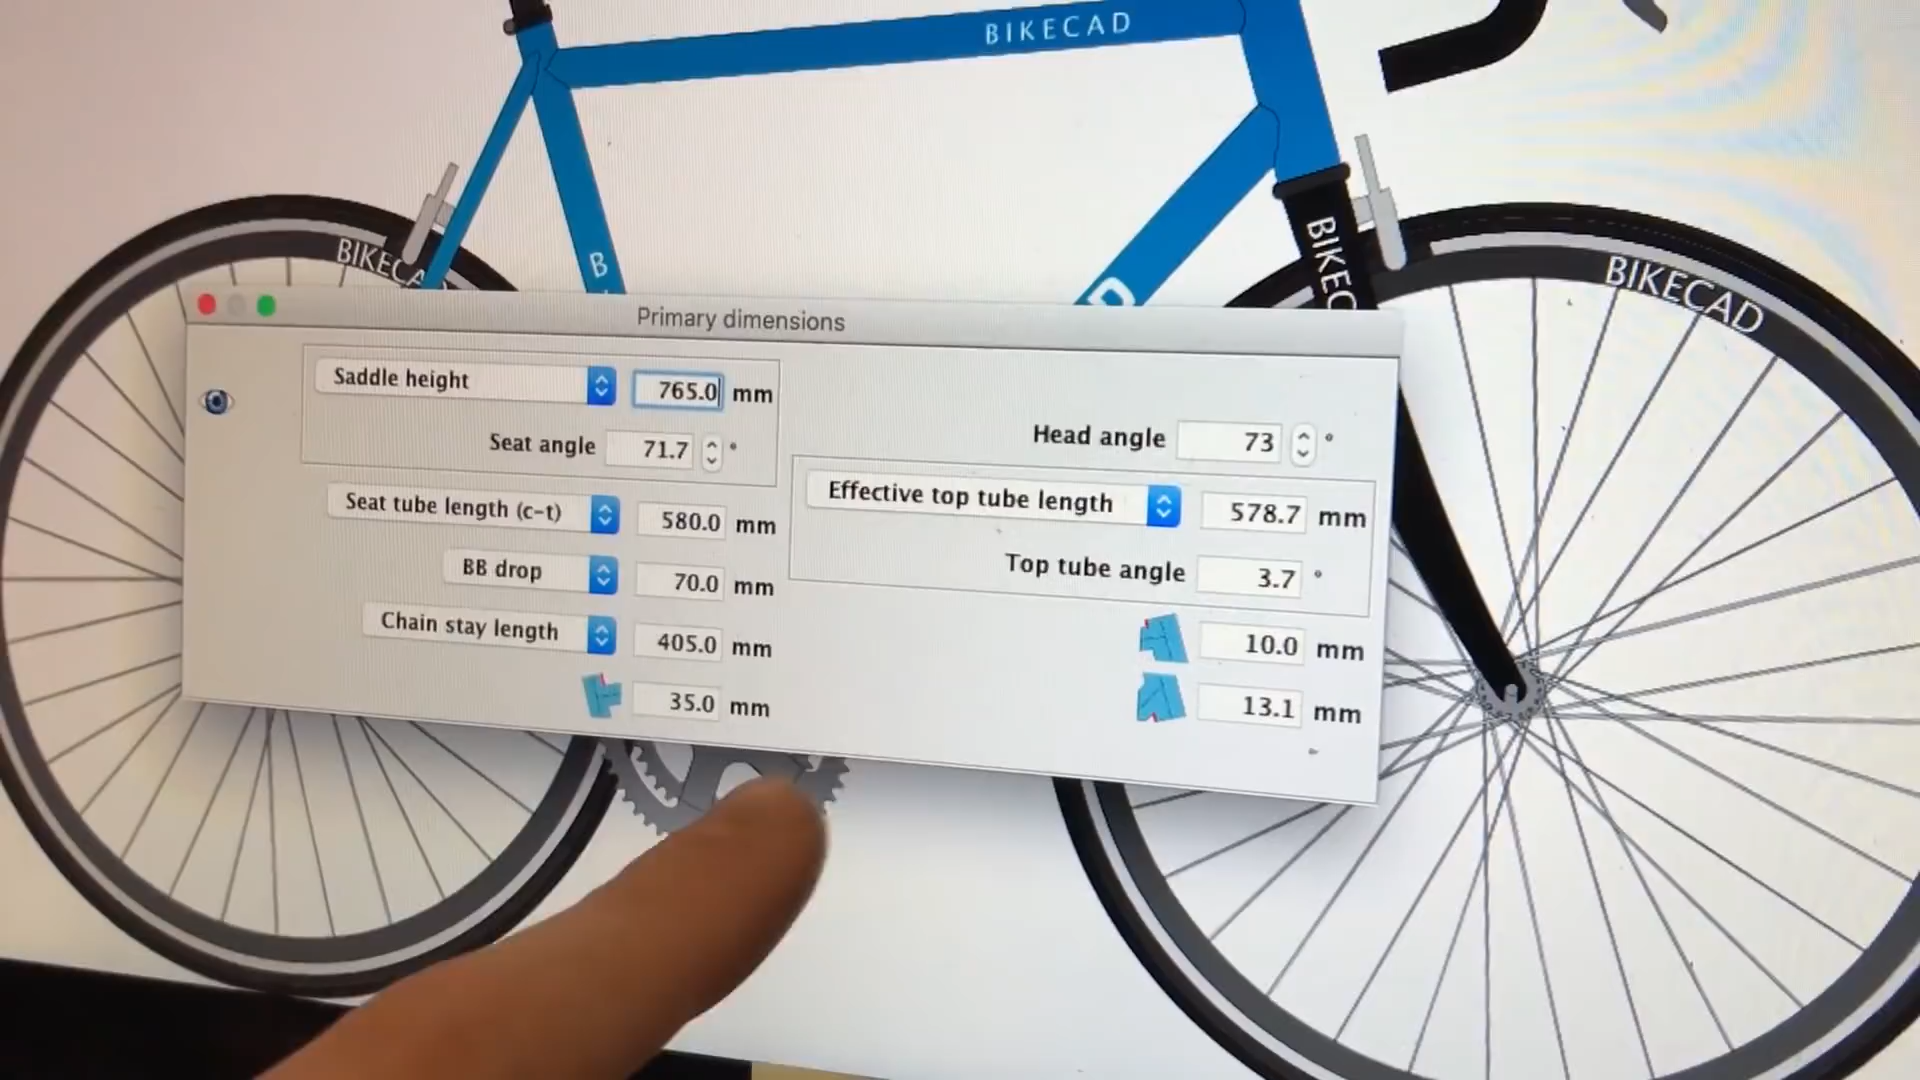 BIKECAD
BIKEC
BIKECA
B
D
BIKECAD
Primary dimensions
Saddle height 765.0 mm
Seat angle 71.7 °
Seat tube length (c-t) 580.0 mm
BB drop 70.0 mm
Chain stay length 405.0 mm
35.0 mm
Head angle 73 °
Effective top tube length 578.7 mm
Top tube angle 3.7 °
10.0 mm
13.1 mm